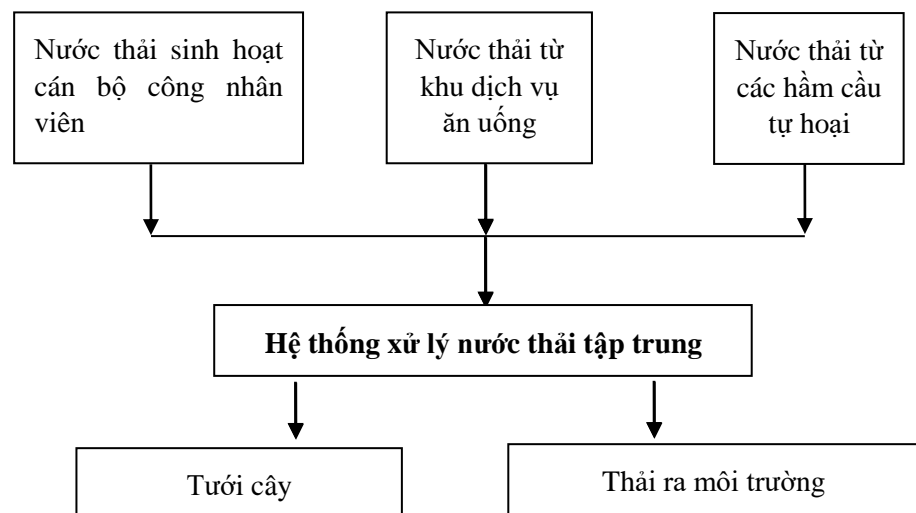 Nước thải sinh hoạt
cán bộ công nhân
viên
Nước thải từ
khu dịch vụ
ăn uống
Nước thải từ
các hầm cầu
tự hoại
Hệ thống xử lý nước thải tập trung
Tưới cây
Thải ra môi trường